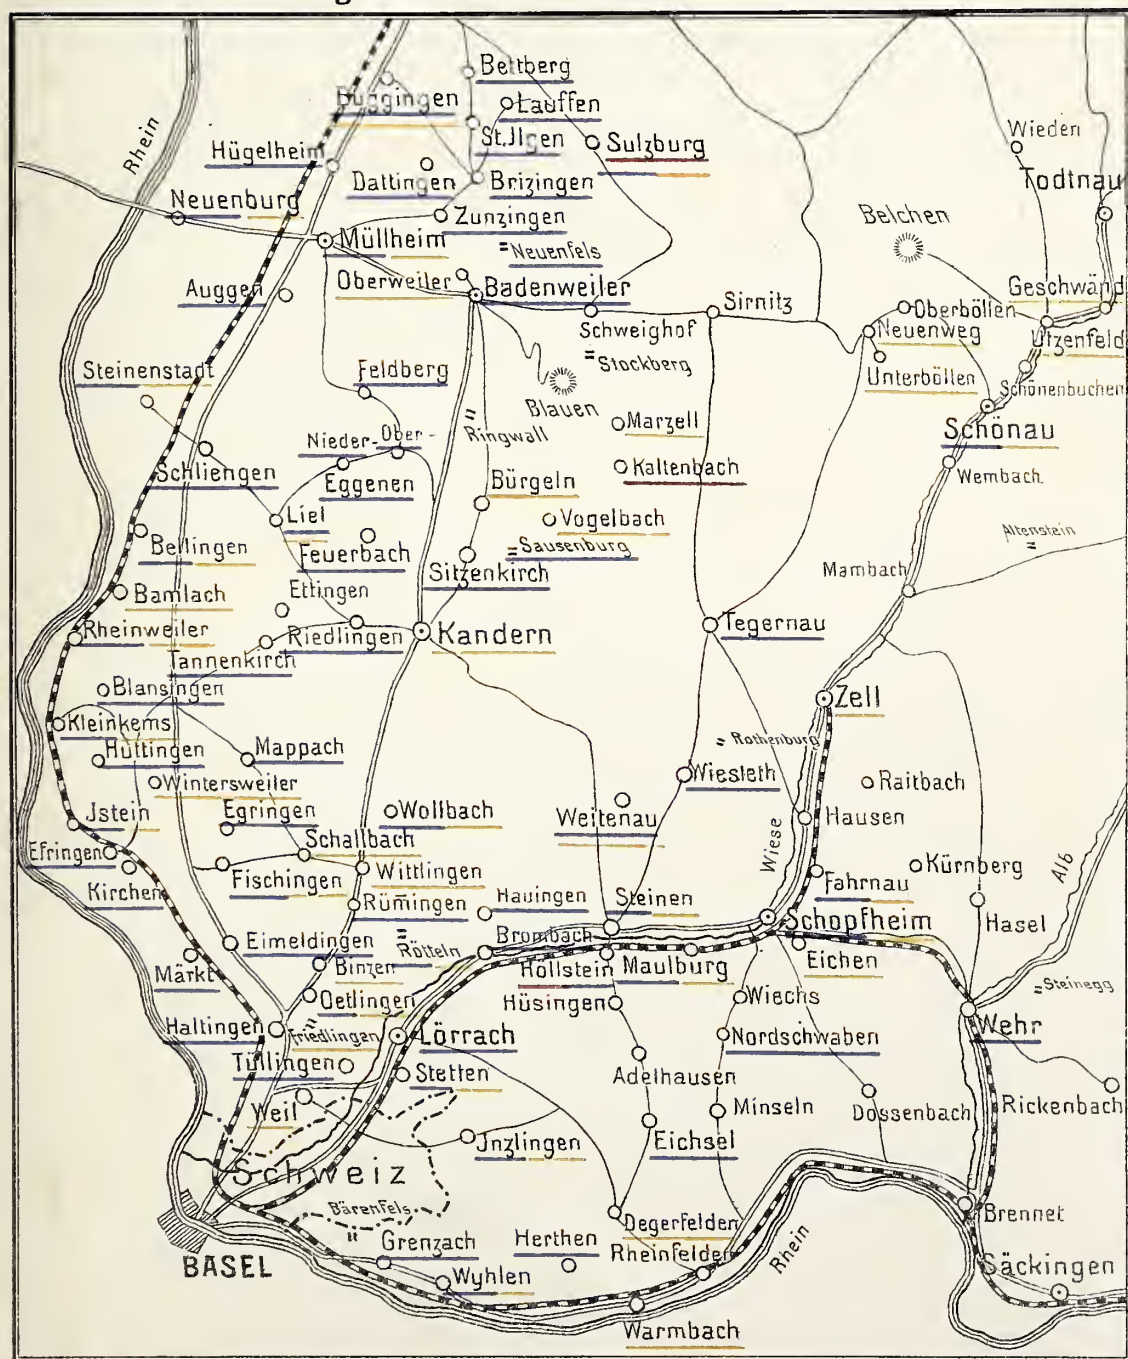 Bettberg
Buggingen
Lauffen
Rhein
St.Jlgen
Sulzburg
Wieden
Hügelheim
Dattingen
Brizingen
Todtnau
Neuenburg
Zunzingen
Belchen
Müllheim
Neuenfels
Oberweiler
Badenweiler
Geschwänd
Auggen
Sirnitz
Oberböllen
Schweighof
Neuenweg
Utzenfeld
Steinenstadt
Feldberg
Stockberg
Unterböllen
Schönenbuchen
Blauen
Ringwall
Marzell
Schönau
Nieder-Ober-
Schliengen
Eggenen
Kaltenbach
Wembach
Bürgeln
Liel
Vogelbach
Bellingen
Feuerbach
Sausenburg
Altenstein
Sitzenkirch
Bamlach
Ettingen
Mambach
Rheinweiler
Riedlingen
Kandern
Tegernau
Tannenkirch
Blansingen
Zell
Kleinkems
Rothenburg
Huttingen
Mappach
Wintersweiler
Wiesleth
Raitbach
Jstein
Egringen
Wollbach
Weitenau
Hausen
Schallbach
Wiese
Efringen
Kirchen
Fischingen
Wittlingen
Fahrnau
Kürnberg
Alb
Rümingen
Hauingen
Steinen
Schopfheim
Hasel
Eimeldingen
Rötteln
Brombach
Märkt
Binzen
Höllstein
Maulburg
Eichen
Steinegg
Oetlingen
Hüsingen
Wiechs
Haltingen
Friedlingen
Lörrach
Nordschwaben
Wehr
Tüllingen
Stetten
Adelhausen
Weil
Minseln
Dossenbach
Rickenbach
Jnzlingen
Eichsel
Schweiz
Bärenfels
Degerfelden
Brennet
Grenzach
Herthen
Rheinfelden
Rhein
BASEL
Wyhlen
Säckingen
Warmbach